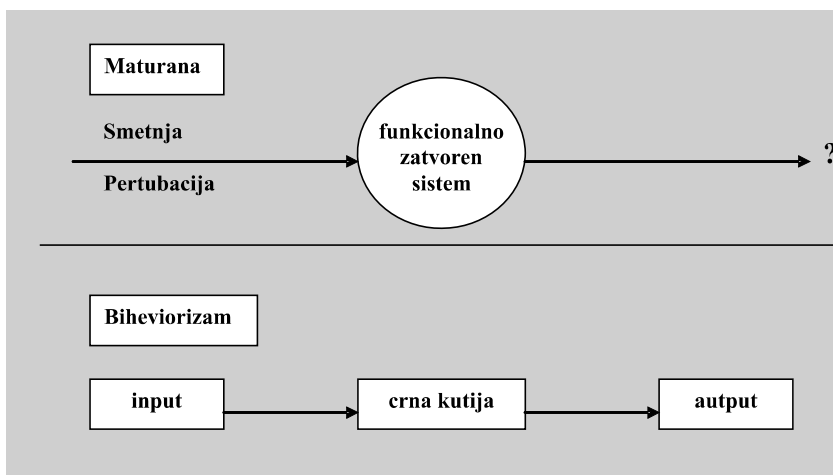 Maturana
Smetnja
Pertubacija
funkcionalno
zatvoren
sistem
?
Biheviorizam
input
crna kutija
autput